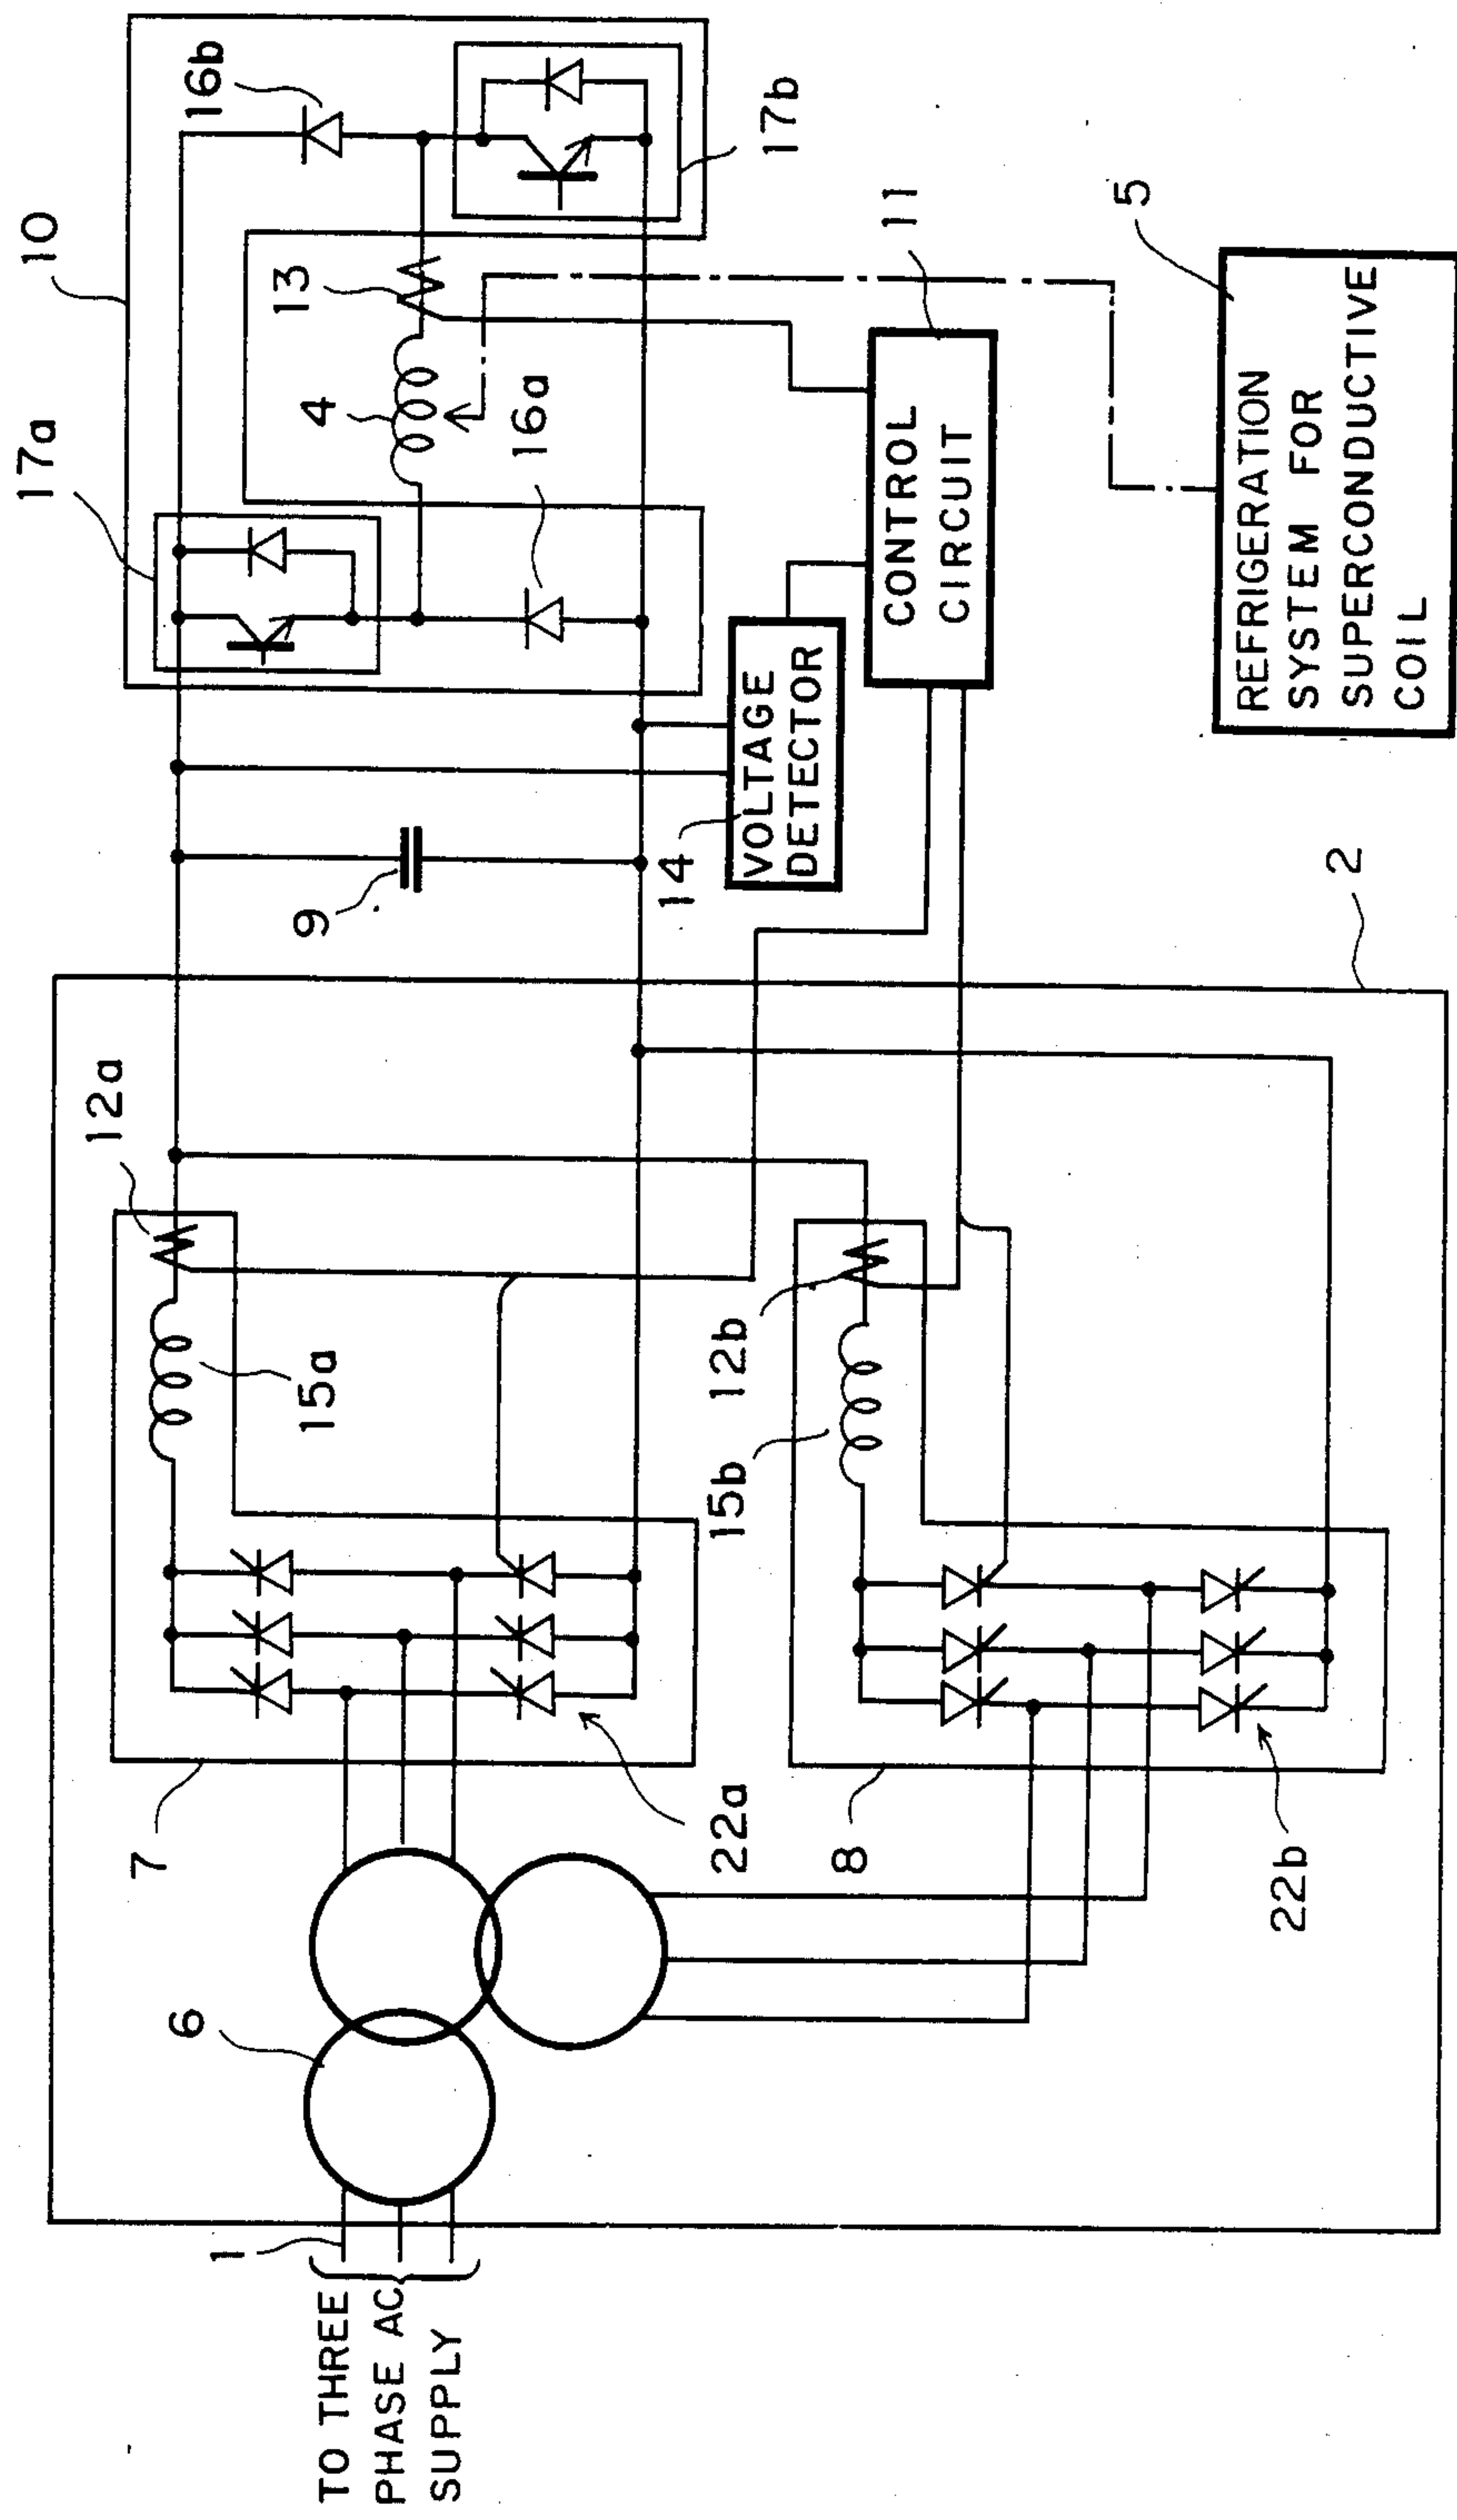 10
16b
17a
13
4
16a
17b
11
5
CONTROL
CIRCUIT
VOLTAGE
DETECTOR
REFRIGERATION
SYSTEM FOR
SUPERCONDUCTIVE
COIL
9
14
2
12a
15a
12b
15b
7
22a
8
22b
6
1
TO THREE
PHASE AC
SUPPLY